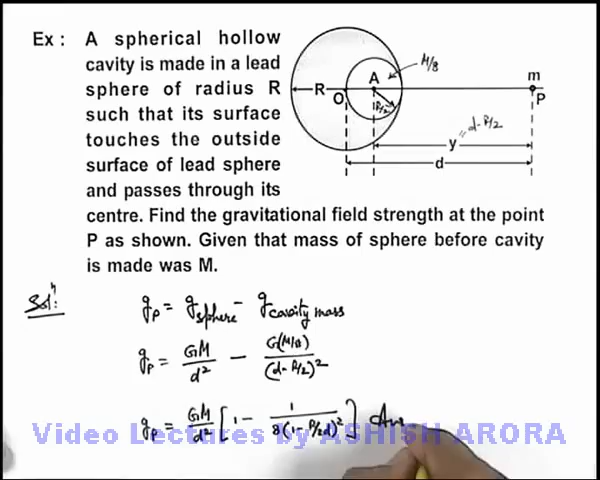 Ex : A spherical hollow
cavity is made in a lead
sphere of radius R
such that its surface
touches the outside
surface of lead sphere
and passes through its
centre. Find the gravitational field strength at the point
P as shown. Given that mass of sphere before cavity
is made was M.
M/8
A
m
R
O
R/2
P
y = d-R/2
d
Solⁿ:
g_P = g_sphere - g_cavity mass
g_P = GM/d² - G(M/8)/(d-R/2)²
g_P = GM/d² [1 - 1/8(1-R/2d)²] Ans
Video Lectures by ASHISH ARORA